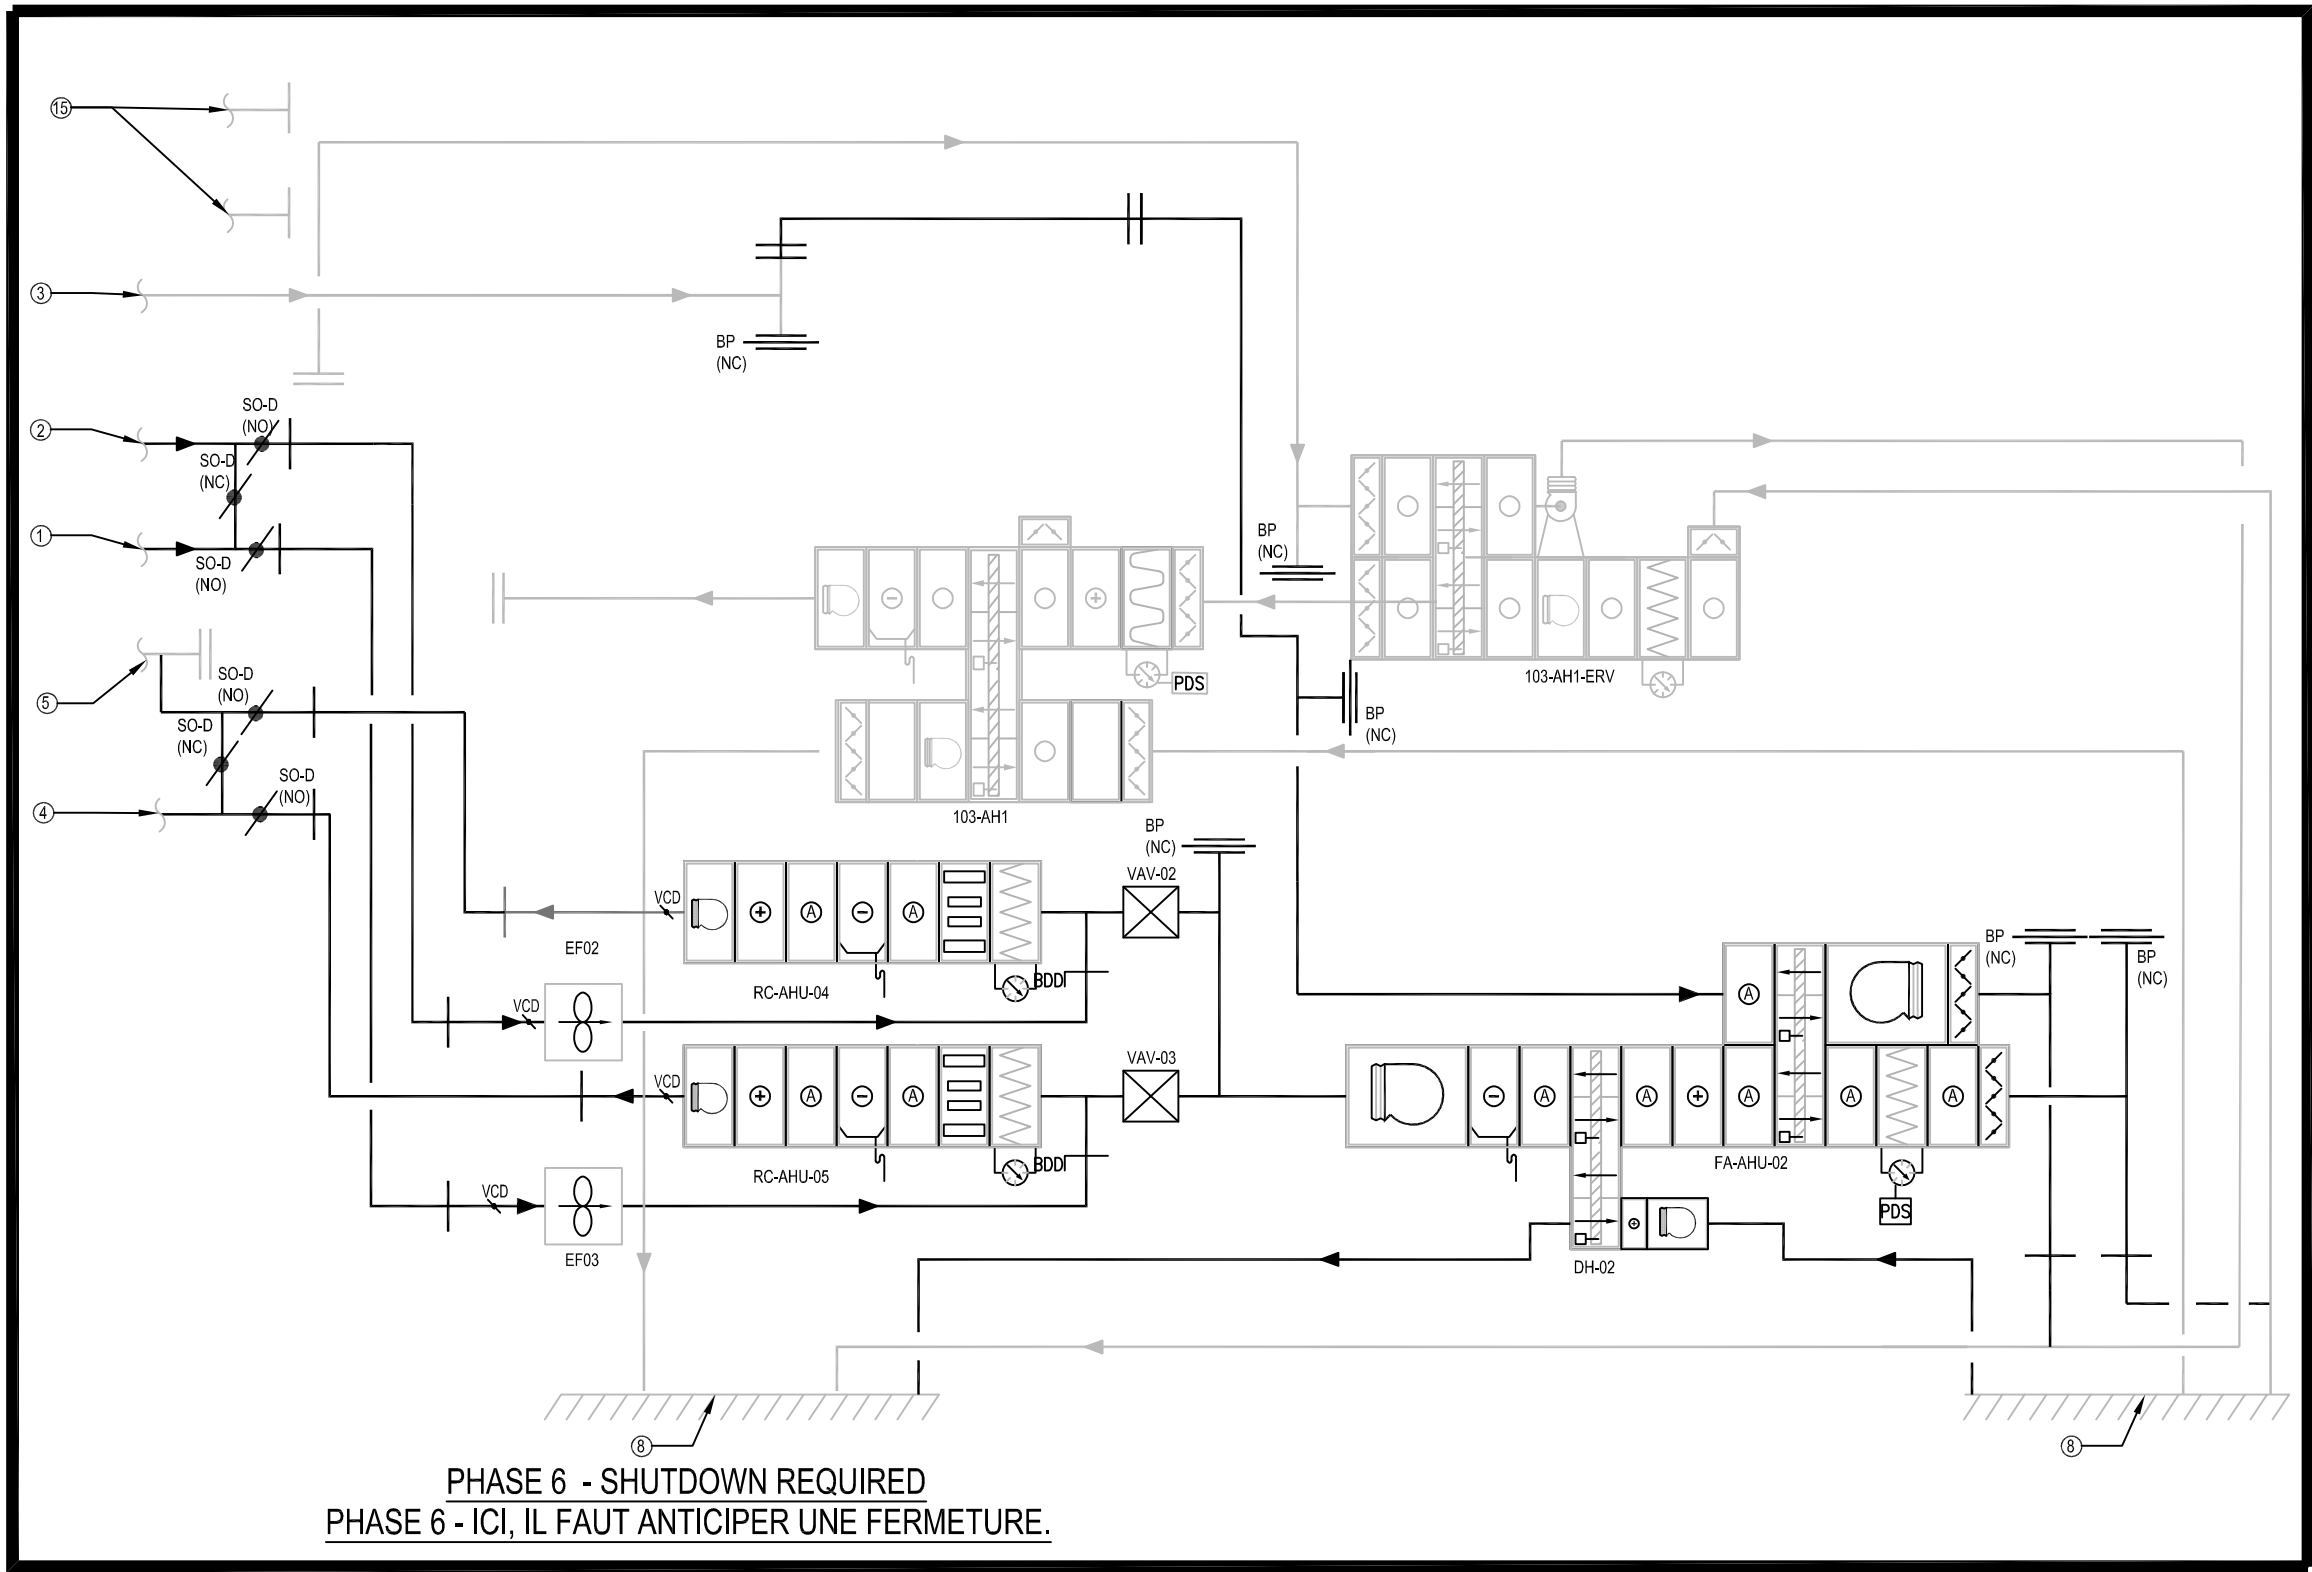 15
3
BP
(NC)
2
SO-D
(NO)
SO-D
(NC)
1
SO-D
(NO)
BP
(NC)
5
SO-D
(NO)
SO-D
(NC)
4
SO-D
(NO)
PDS
103-AH1-ERV
BP
(NC)
103-AH1
BP
(NC)
VAV-02
VCD
A
A
EF02
RC-AHU-04
BDDI
VCD
BP
(NC)
BP
(NC)
A
VAV-03
VCD
A
A
A
A
A
A
A
RC-AHU-05
BDDI
FA-AHU-02
VCD
PDS
EF03
DH-02
8
8
PHASE 6 - SHUTDOWN REQUIRED
PHASE 6 - ICI, IL FAUT ANTICIPER UNE FERMETURE.